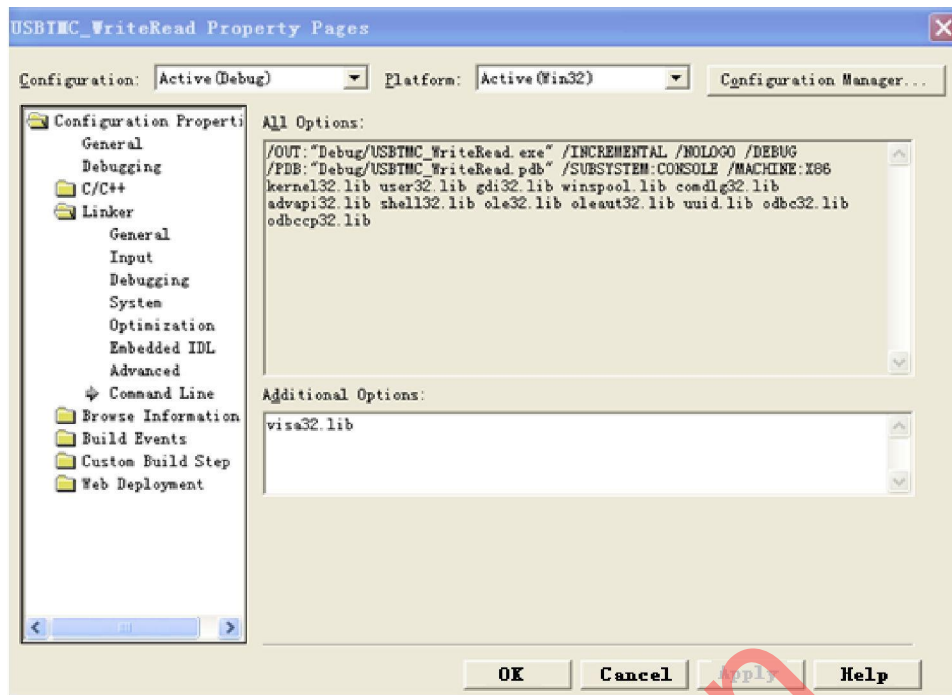 USBTMC_WriteRead Property Pages
Configuration: Active(Debug) Platform: Active(Win32) Configuration Manager...
Configuration Properti
General
Debugging
C/C++
Linker
General
Input
Debugging
System
Optimization
Embedded IDL
Advanced
Command Line
Browse Information
Build Events
Custom Build Step
Web Deployment
All Options:
/OUT:"Debug/USBTMC_WriteRead.exe" /INCREMENTAL /NOLOGO /DEBUG
/PDB:"Debug/USBTMC_WriteRead.pdb" /SUBSYSTEM:CONSOLE /MACHINE:X86
kernel32.lib user32.lib gdi32.lib winspool.lib comdlg32.lib
advapi32.lib shell32.lib ole32.lib oleaut32.lib uuid.lib odbc32.lib
odbccp32.lib
Additional Options:
visa32.lib
OK Cancel Apply Help